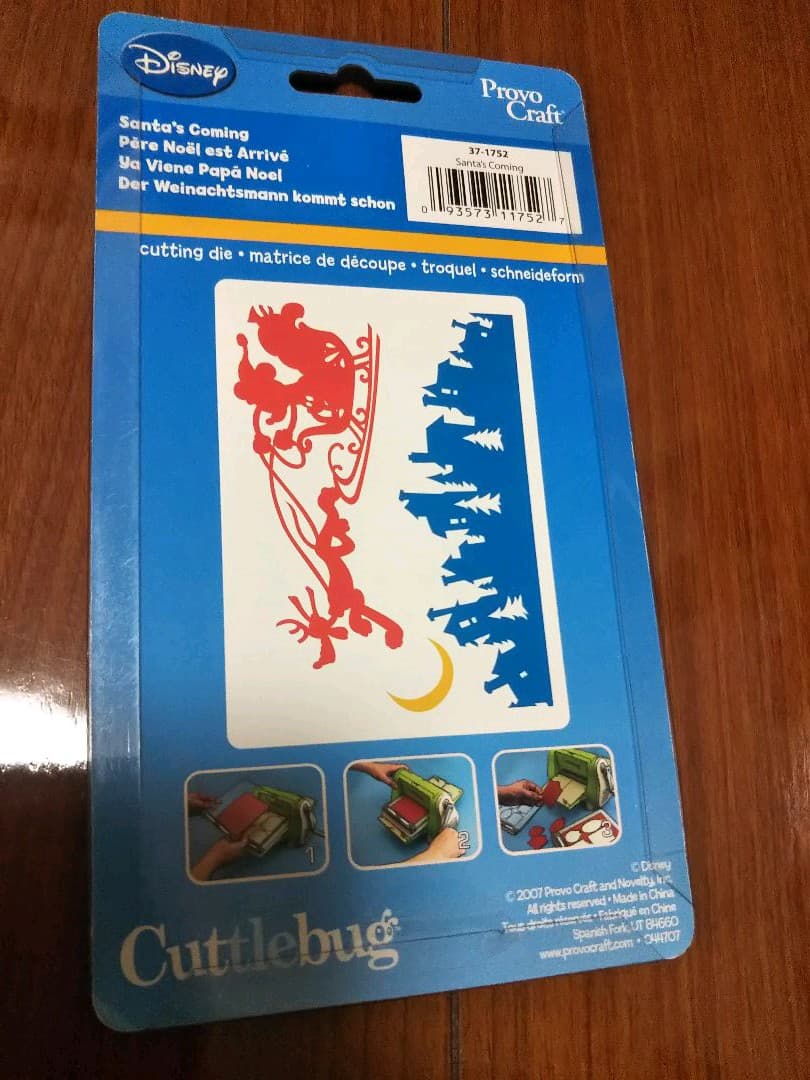 Disney
Provo
Craft®
Santa's Coming
Père Noël est Arrivé
Ya Viene Papá Noel
Der Weinachtsmann kommt schon
37-1752
Santa's Coming
0 93573 11752 7
cutting die • matrice de découpe • troquel • schneideform
1
2
3
© Disney
© 2007 Provo Craft and Novelty, Inc.
All rights reserved • Made in China
Tous droits réservés • Fabriqué en Chine
Spanish Fork, UT 84660
www.provocraft.com •
Cuttlebug